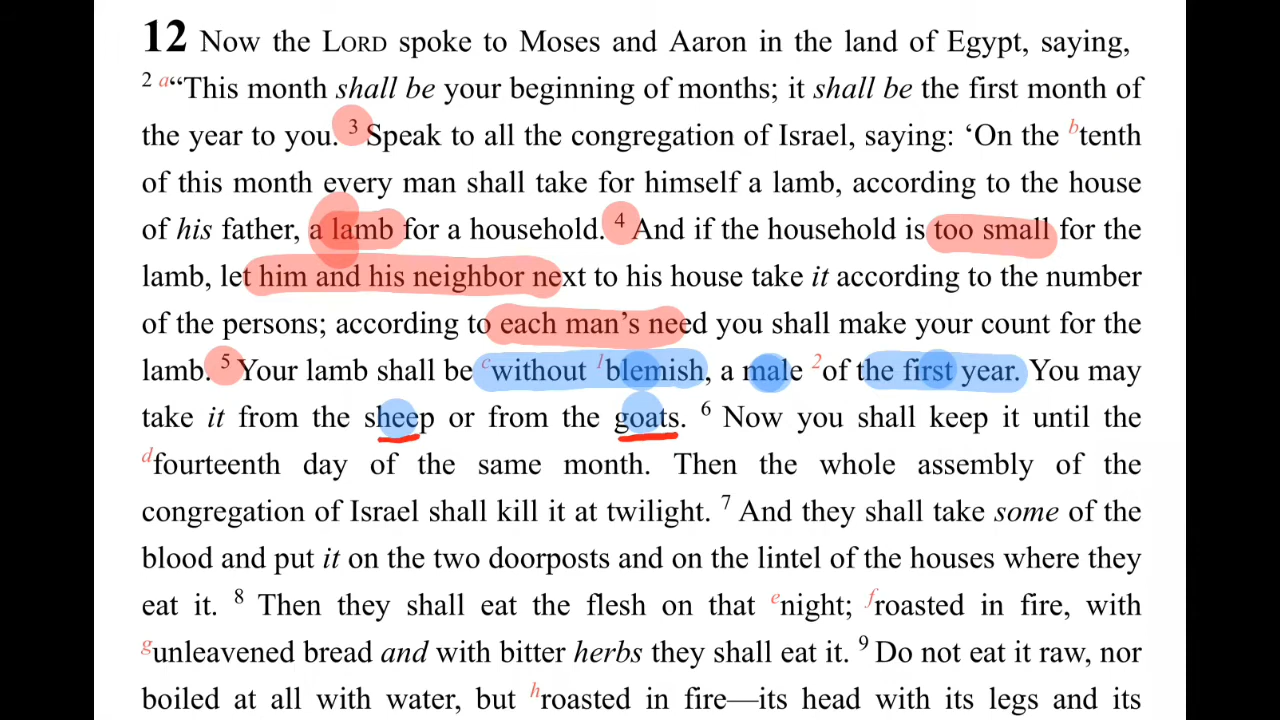 12 Now the LORD spoke to Moses and Aaron in the land of Egypt, saying,
2 a“This month shall be your beginning of months; it shall be the first month of
the year to you. 3 Speak to all the congregation of Israel, saying: ‘On the btenth
of this month every man shall take for himself a lamb, according to the house
of his father, a lamb for a household. 4 And if the household is too small for the
lamb, let him and his neighbor next to his house take it according to the number
of the persons; according to each man’s need you shall make your count for the
lamb. 5 Your lamb shall be cwithout 1blemish, a male 2of the first year. You may
take it from the sheep or from the goats. 6 Now you shall keep it until the
dfourteenth day of the same month. Then the whole assembly of the
congregation of Israel shall kill it at twilight. 7 And they shall take some of the
blood and put it on the two doorposts and on the lintel of the houses where they
eat it. 8 Then they shall eat the flesh on that enight; froasted in fire, with
gunleavened bread and with bitter herbs they shall eat it. 9 Do not eat it raw, nor
boiled at all with water, but hroasted in fire—its head with its legs and its